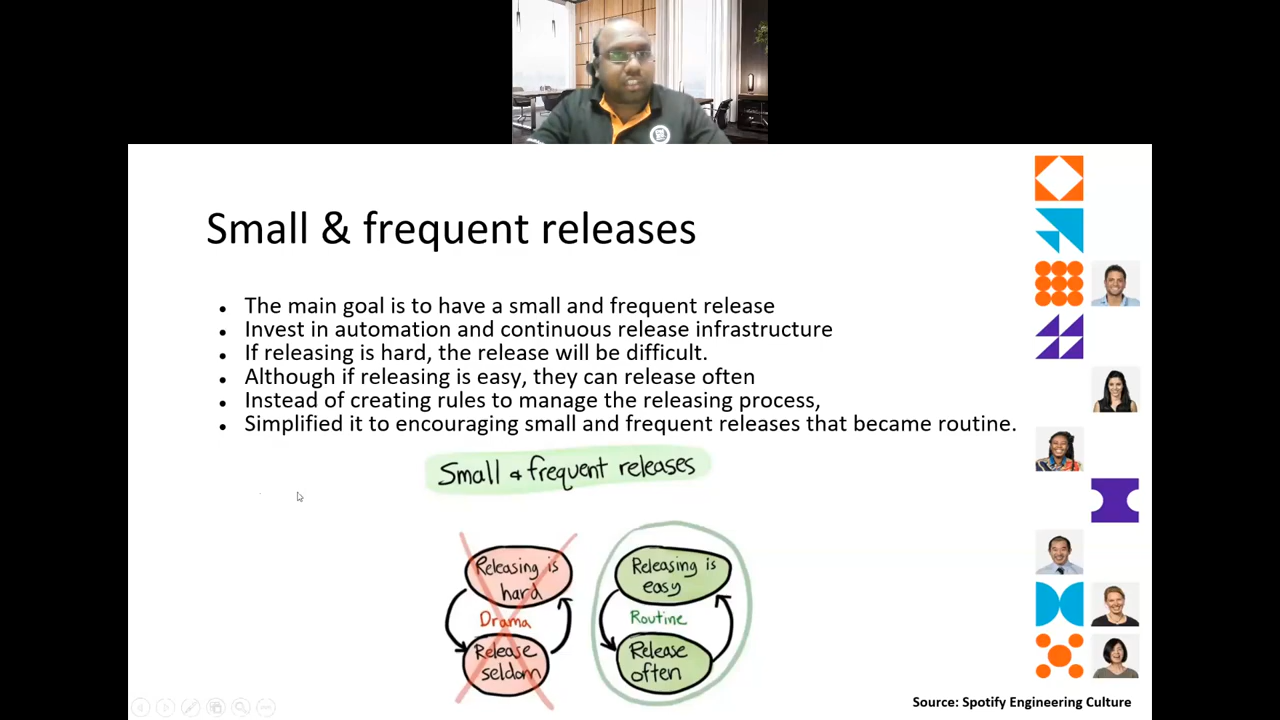 Small & frequent releases
The main goal is to have a small and frequent release
Invest in automation and continuous release infrastructure
If releasing is hard, the release will be difficult.
Although if releasing is easy, they can release often
Instead of creating rules to manage the releasing process,
Simplified it to encouraging small and frequent releases that became routine.
Small & frequent releases
Releasing is
hard
Drama
Release
seldom
Releasing is
easy
Routine
Release
often
Source: Spotify Engineering Culture